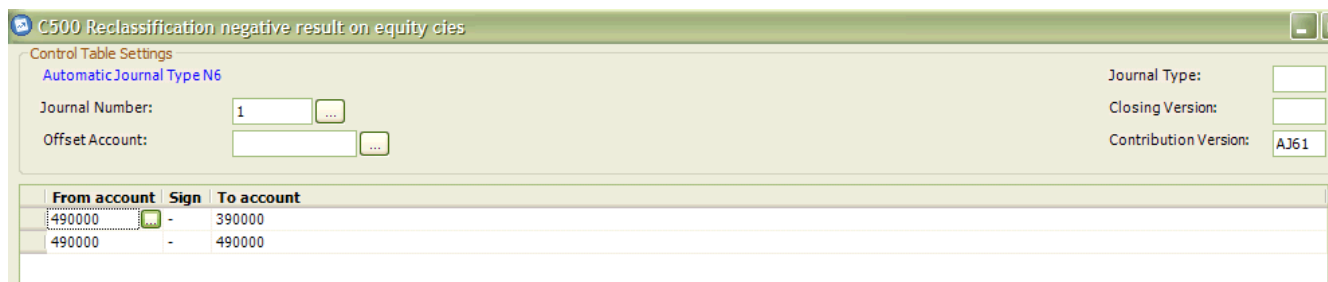 C500 Reclassification negative result on equity cies
Control Table Settings
Automatic Journal Type N6
Journal Type:
Journal Number: 1 ...
Closing Version:
Offset Account: ...
Contribution Version: AJ61
From account Sign To account
490000 ... - 390000
490000 - 490000